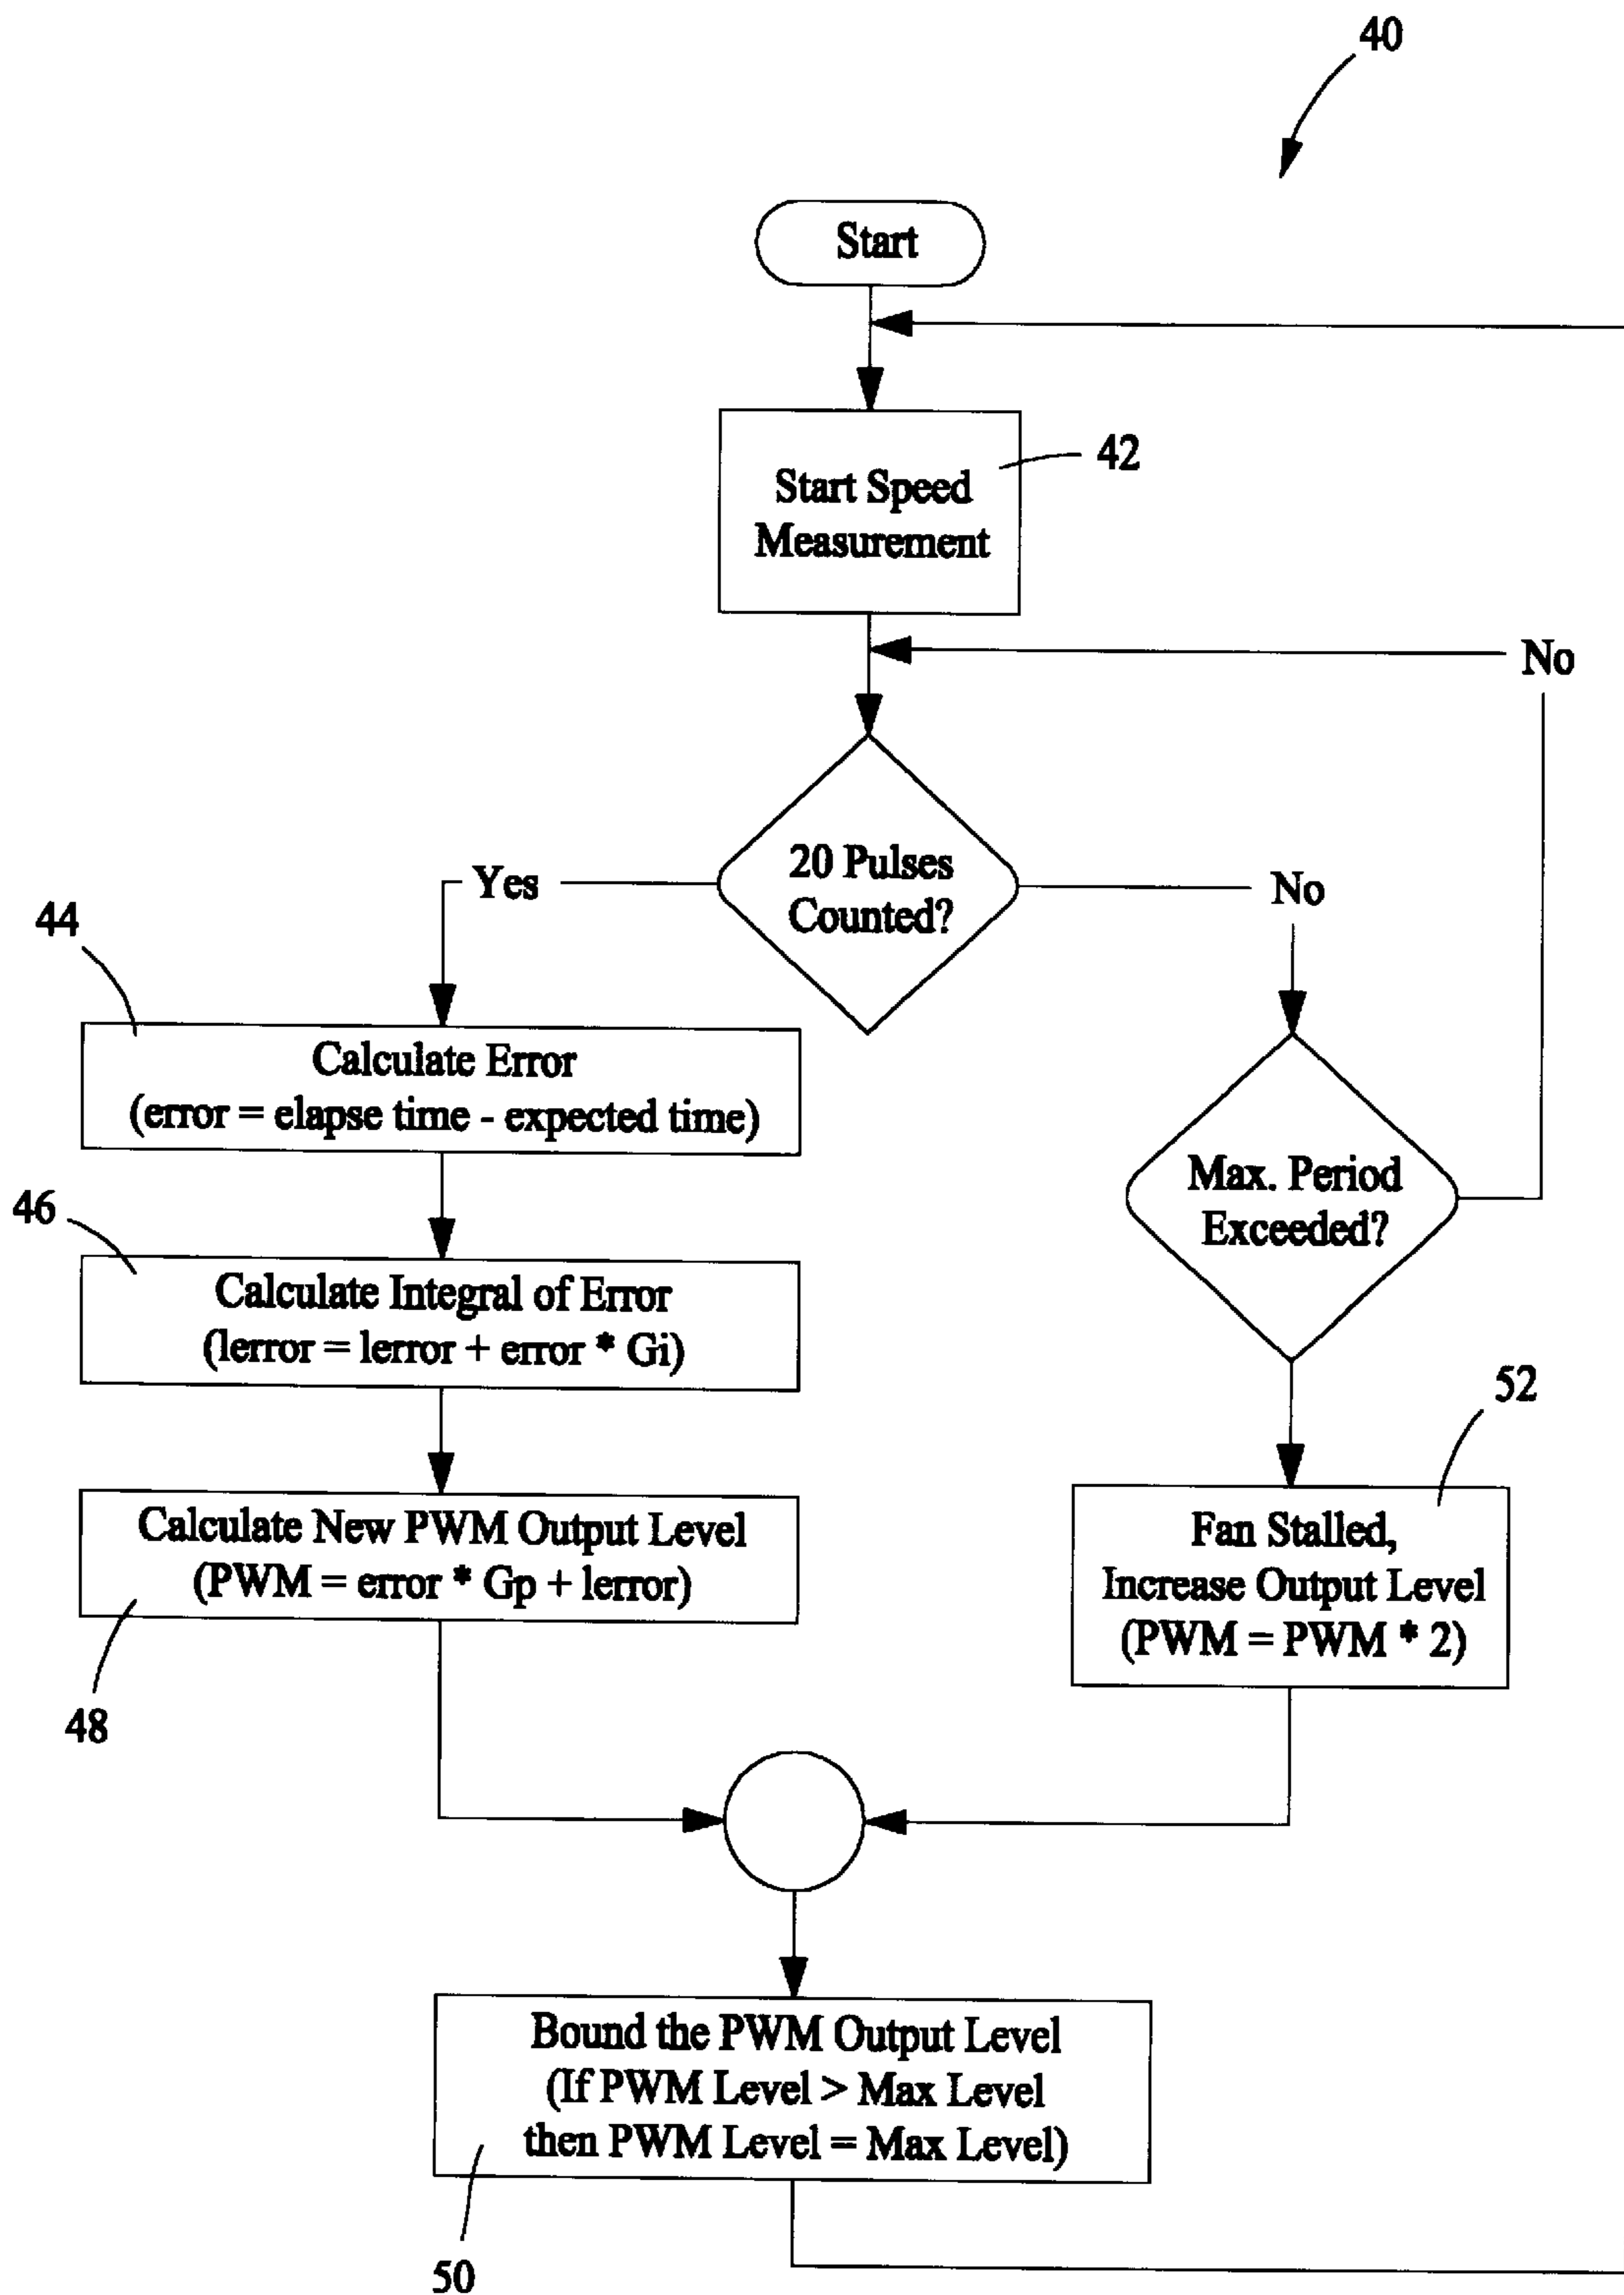 40
Start
42
Start Speed
Measurement
No
20 Pulses
Counted?
Yes
No
44
Calculate Error
(error = elapse time - expected time)
Max. Period
Exceeded?
46
Calculate Integral of Error
(lerror = lerror + error * Gi)
52
Calculate New PWM Output Level
(PWM = error * Gp + lerror)
48
Fan Stalled,
Increase Output Level
(PWM = PWM * 2)
Bound the PWM Output Level
(If PWM Level > Max Level
then PWM Level = Max Level)
50